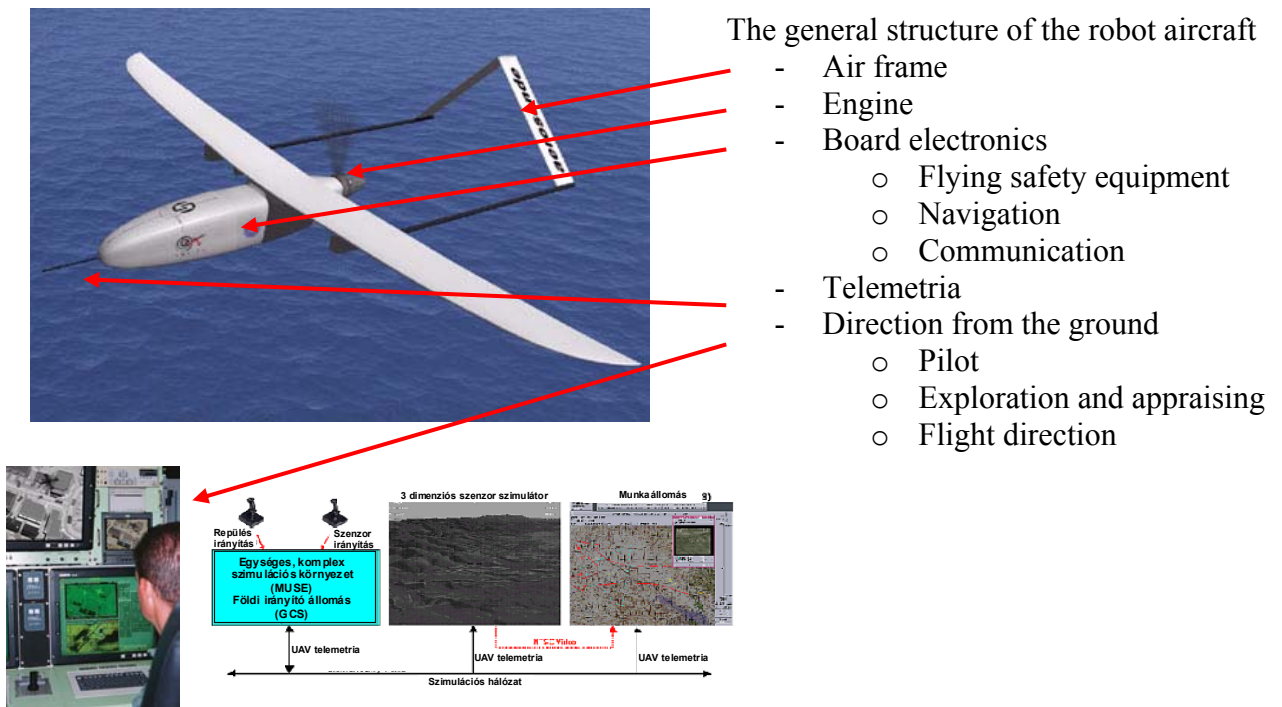 The general structure of the robot aircraft
- Air frame
- Engine
- Board electronics
o Flying safety equipment
o Navigation
o Communication
- Telemetria
- Direction from the ground
o Pilot
o Exploration and appraising
o Flight direction
aerosonde
3 dimenziós szenzor szimulátor
Munkaállomás
Repülés
irányítás
Szenzor
irányítás
Egységes, komplex
szimulációs környezet
(MUSE)
Földi irányító állomás
(GCS)
UAV telemetria
UAV telemetria
UAV telemetria
Szimulációs hálózat